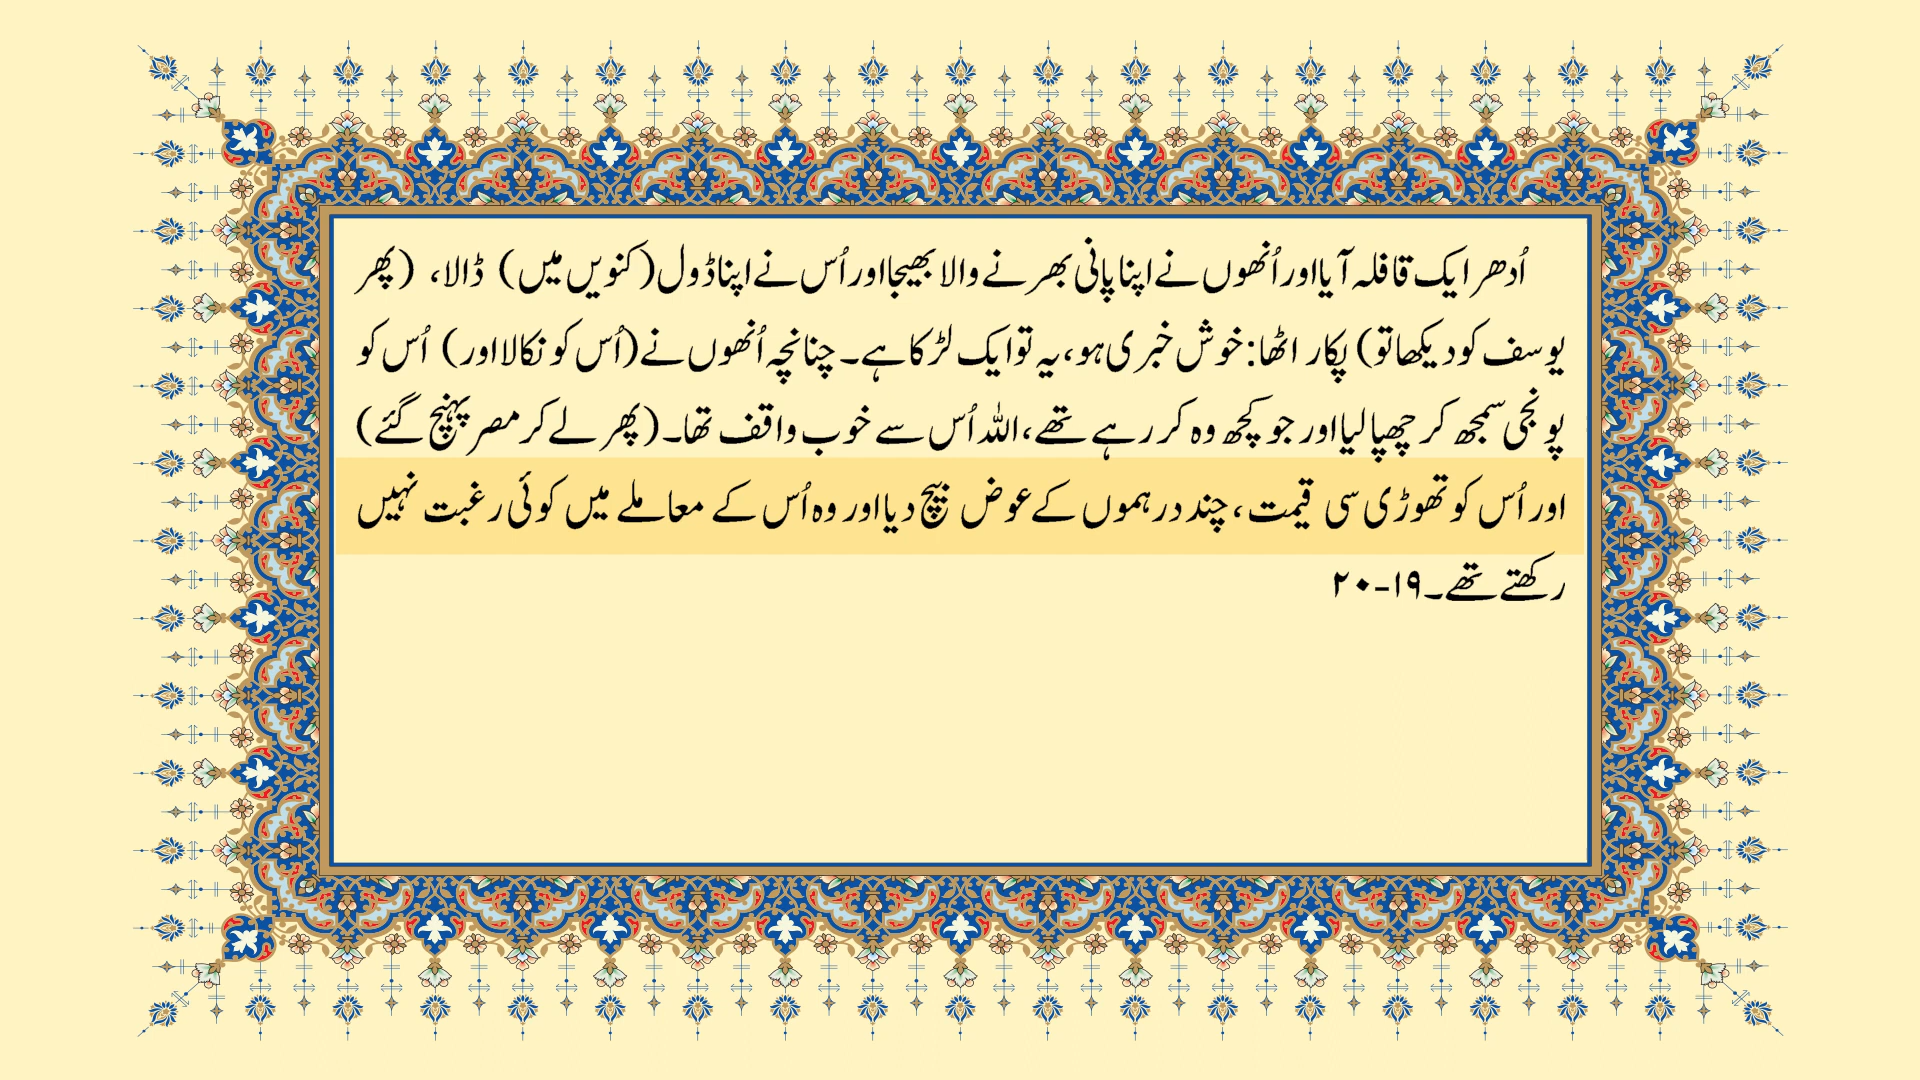 اُدھر ایک قافلہ آیا اور اُنھوں نے اپنا پانی بھرنے والا بھیجا اور اُس نے اپنا ڈول (کنویں میں) ڈالا، (پھر
یوسف کو دیکھا تو) پکار اٹھا: خوش خبری ہو، یہ تو ایک لڑکا ہے۔ چنانچہ اُنھوں نے (اُس کو نکالا اور) اُس کو
پونجی سمجھ کر چھپا لیا اور جو کچھ وہ کر رہے تھے، اللہ اُس سے خوب واقف تھا۔ (پھر لے کر مصر پہنچ گئے)
اور اُس کو تھوڑی سی قیمت، چند درہموں کے عوض بیچ دیا اور وہ اُس کے معاملے میں کوئی رغبت نہیں
رکھتے تھے۔ ۱۹-۲۰